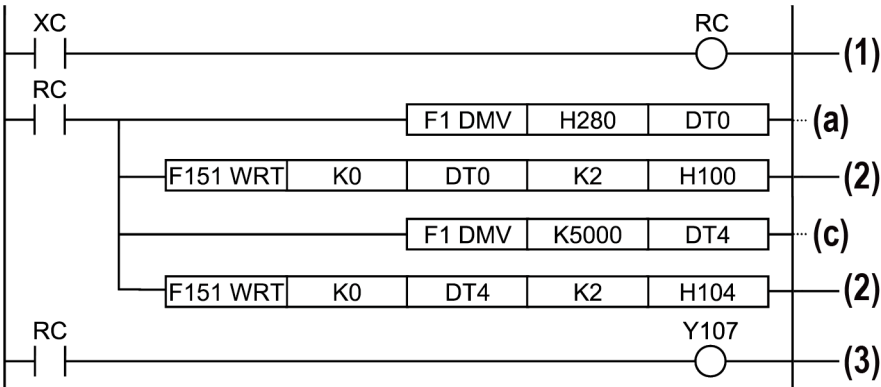 XC RC
(1)
RC
F1 DMV H280 DT0 (a)
F151 WRT K0 DT0 K2 H100 (2)
F1 DMV K5000 DT4 (c)
F151 WRT K0 DT4 K2 H104 (2)
RC Y107
(3)